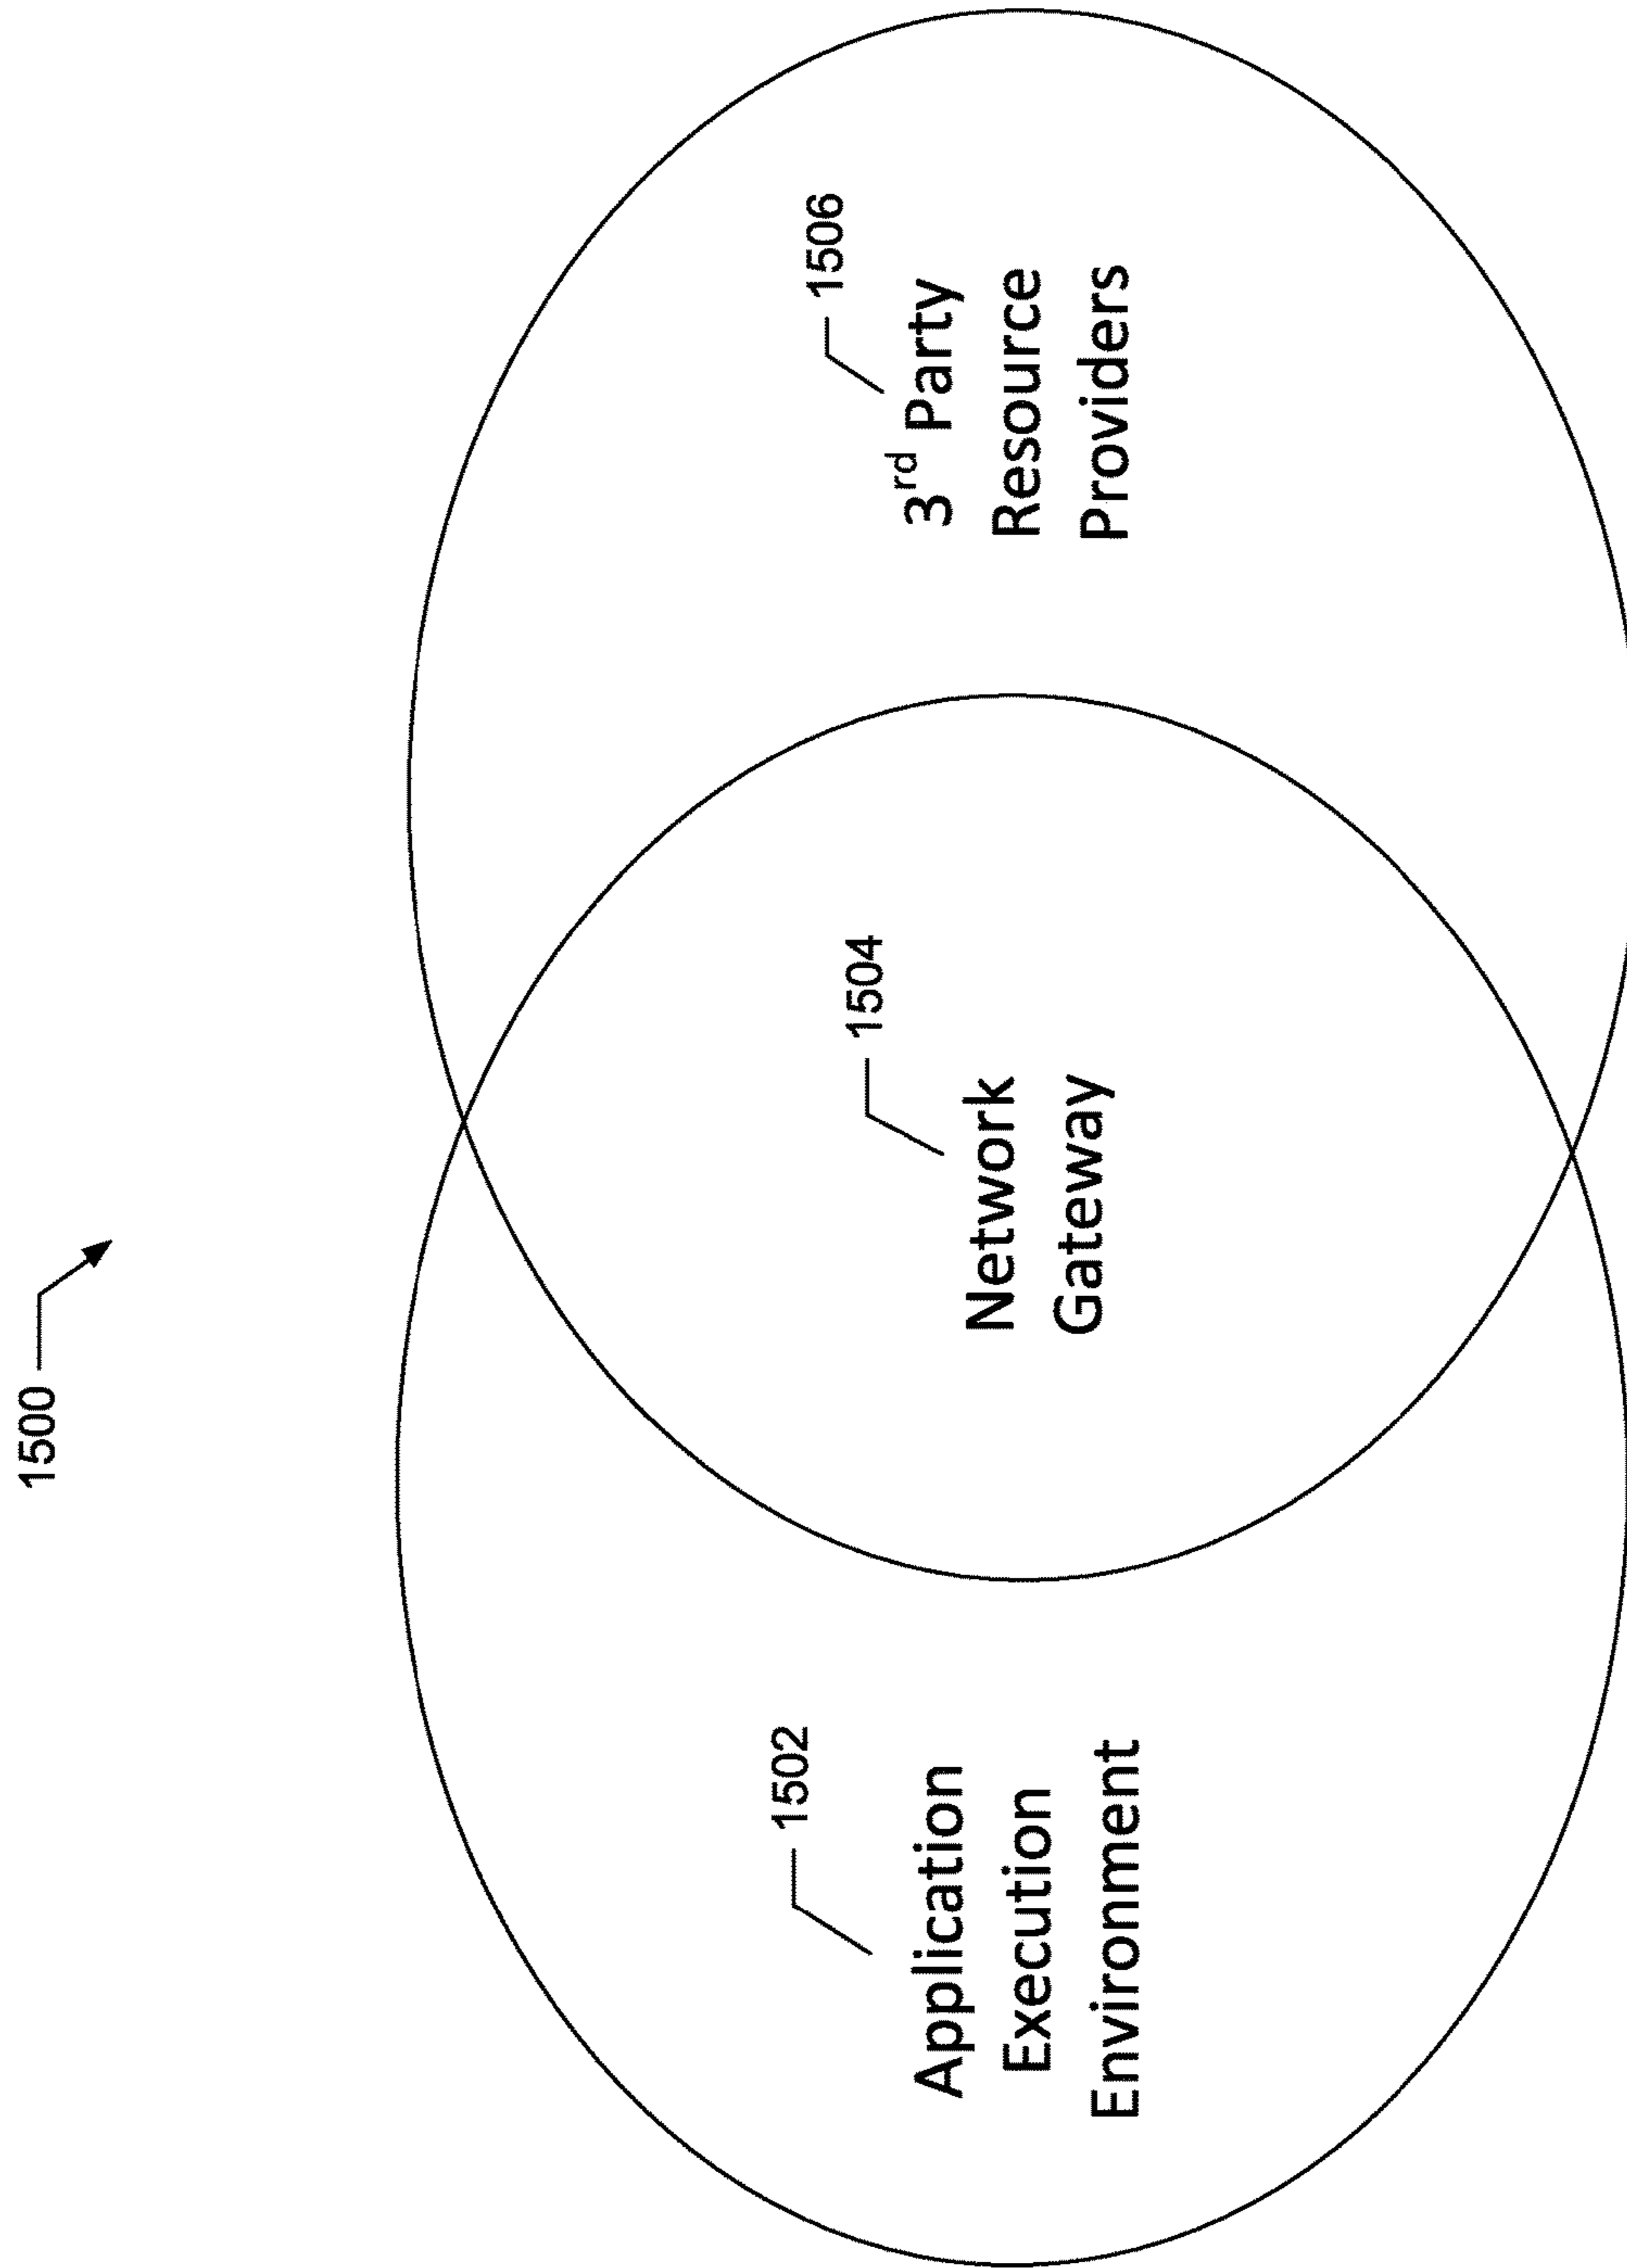 1500
1502
Application
Execution
Environment
1504
Network
Gateway
1506
3rd Party
Resource
Providers